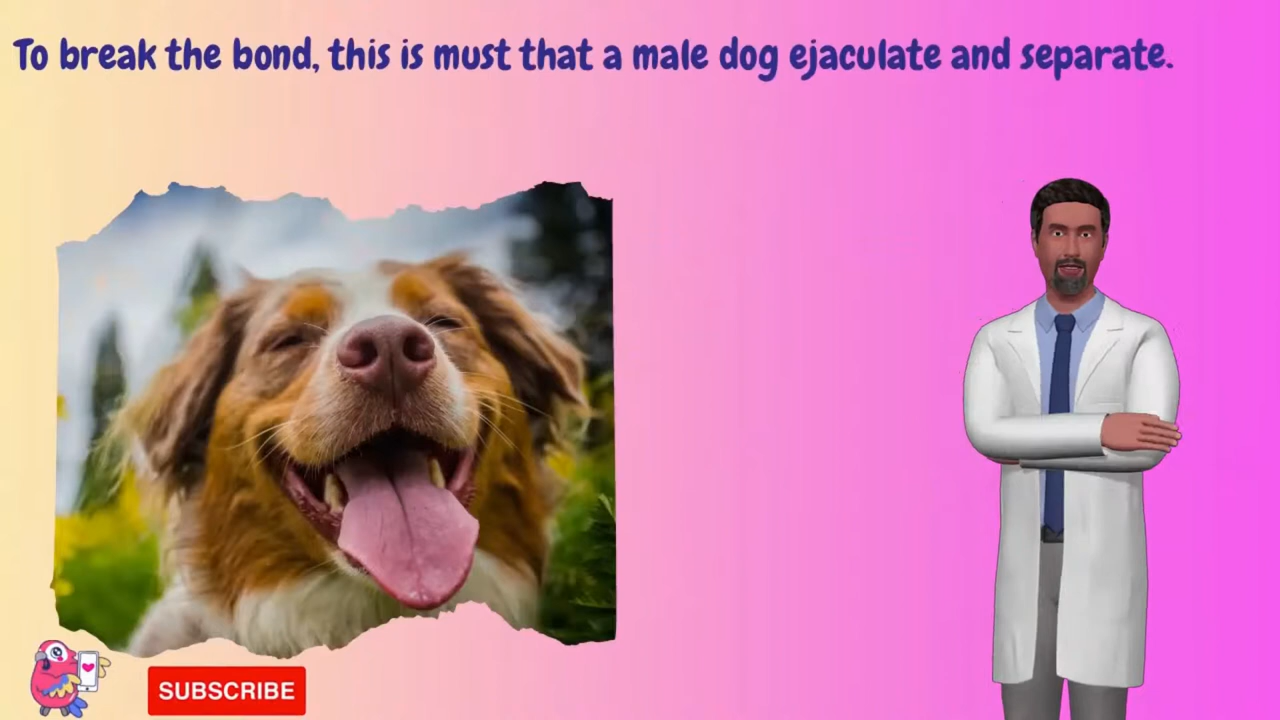 To break the bond, this is must that a male dog ejaculate and separate.
SUBSCRIBE